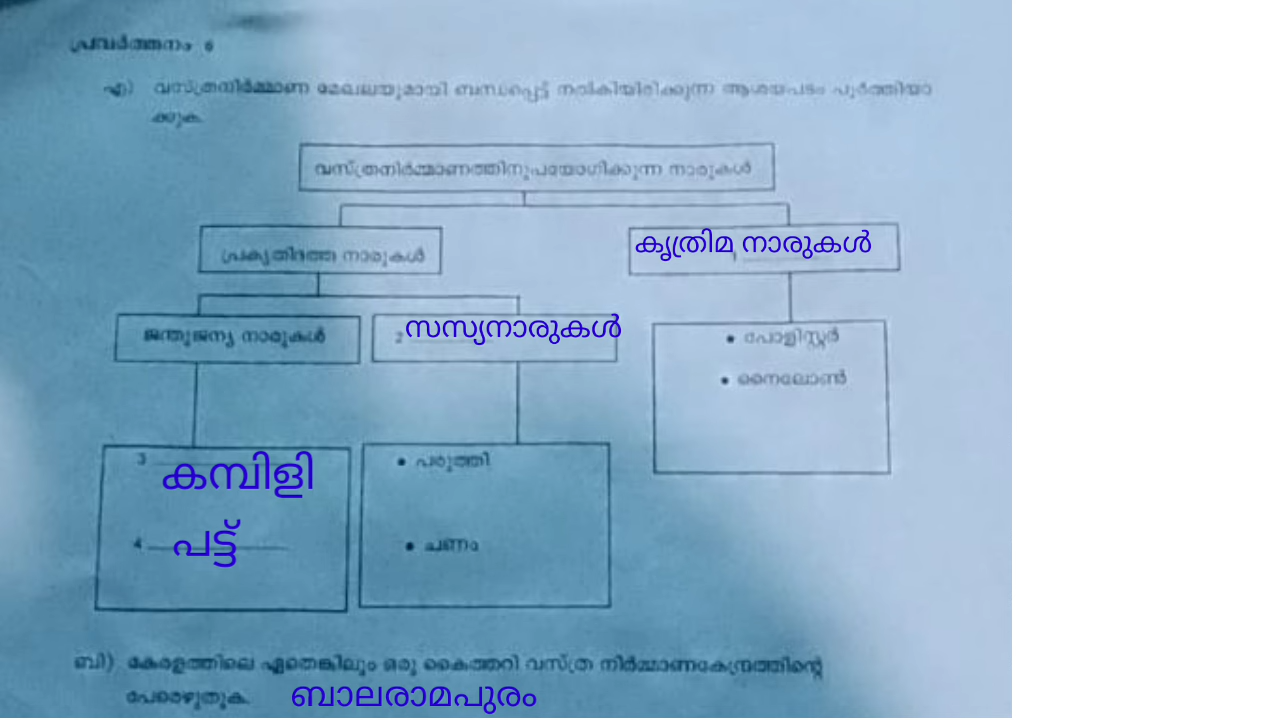 പ്രവർത്തനം 6
എ) വസ്ത്രനിർമ്മാണ മേഖലയുമായി ബന്ധപ്പെട്ട് നൽകിയിരിക്കുന്ന ആശയപടം പൂർത്തിയാ
ക്കുക.
വസ്ത്രനിർമ്മാണത്തിനുപയോഗിക്കുന്ന നാരുകൾ
പ്രകൃതിദത്ത നാരുകൾ
1 കൃത്രിമ നാരുകൾ
ജന്തുജന്യ നാരുകൾ
2 സസ്യനാരുകൾ
• പോളിസ്റ്റർ
• നൈലോൺ
3 കമ്പിളി
• പരുത്തി
4 പട്ട്
• ചണം
ബി) കേരളത്തിലെ ഏതെങ്കിലും ഒരു കൈത്തറി വസ്ത്ര നിർമ്മാണകേന്ദ്രത്തിന്റെ
പേരെഴുതുക. ബാലരാമപുരം